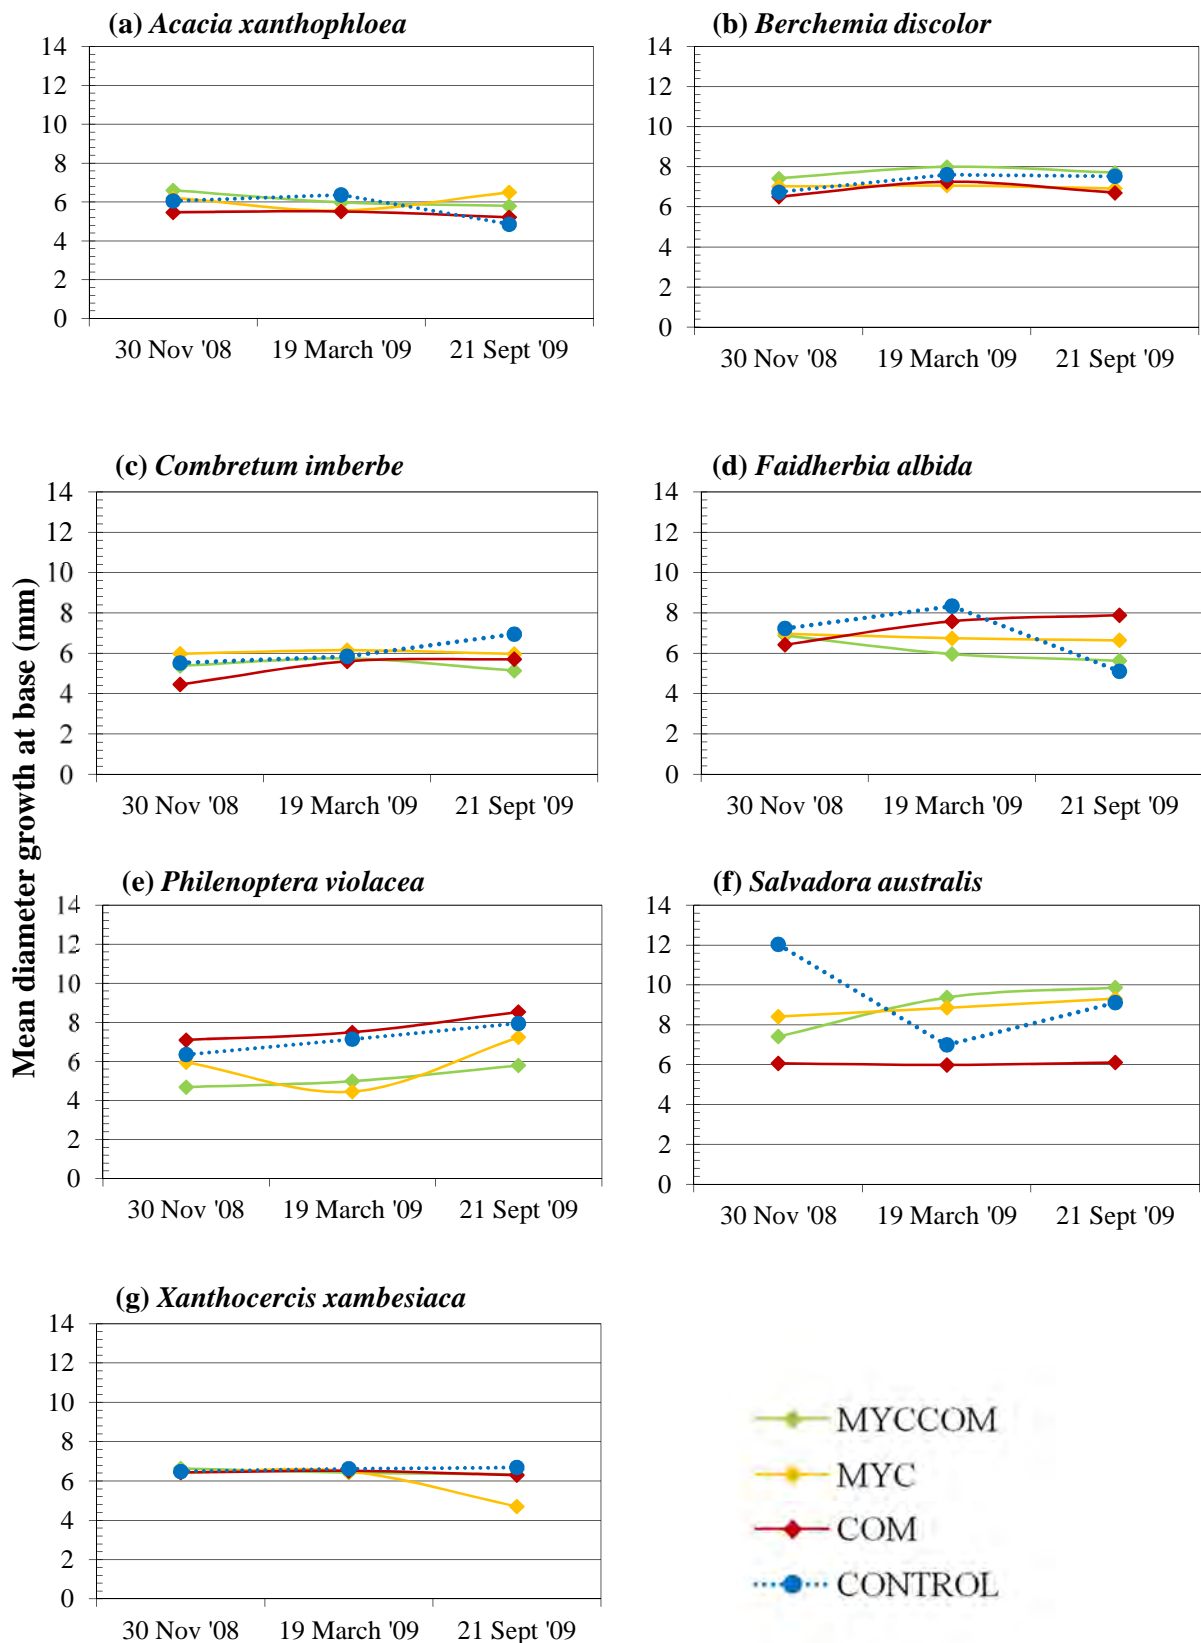 (a) Acacia xanthophloea
14
12
10
8
6
4
2
0
30 Nov '08 19 March '09 21 Sept '09
(b) Berchemia discolor
14
12
10
8
6
4
2
0
30 Nov '08 19 March '09 21 Sept '09
Mean diameter growth at base (mm)
(c) Combretum imberbe
14
12
10
8
6
4
2
0
30 Nov '08 19 March '09 21 Sept '09
(d) Faidherbia albida
14
12
10
8
6
4
2
0
30 Nov '08 19 March '09 21 Sept '09
(e) Philenoptera violacea
14
12
10
8
6
4
2
0
30 Nov '08 19 March '09 21 Sept '09
(f) Salvadora australis
14
12
10
8
6
4
2
0
30 Nov '08 19 March '09 21 Sept '09
(g) Xanthocercis xambesiaca
14
12
10
8
6
4
2
0
30 Nov '08 19 March '09 21 Sept '09
MYCCOM
MYC
COM
CONTROL